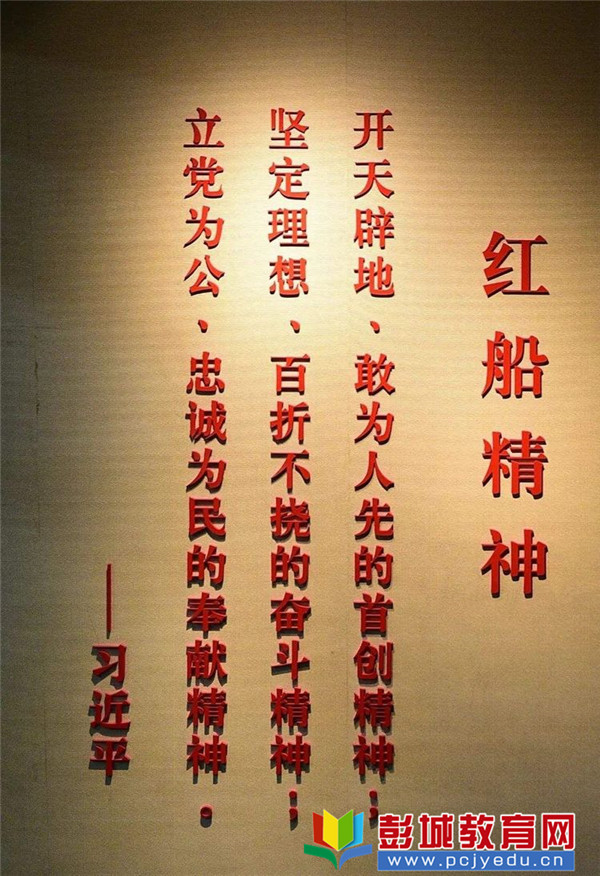 红船精神
开天辟地、敢为人先的首创精神；
坚定理想、百折不挠的奋斗精神；
立党为公、忠诚为民的奉献精神。
——习近平
彭城教育网
www.pcjyedu.cn